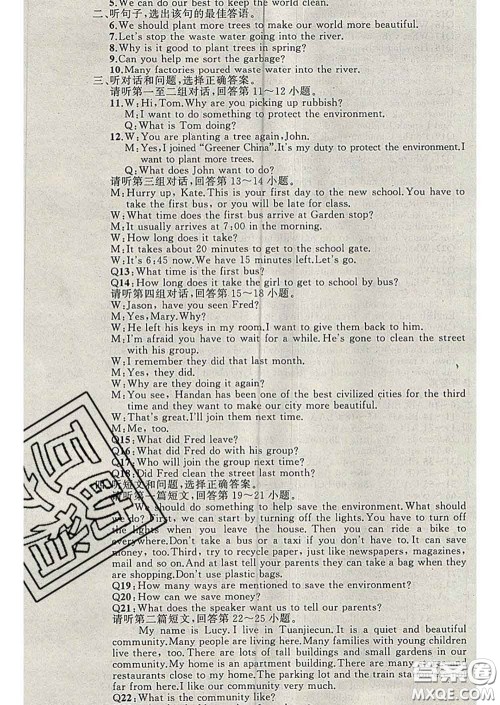 5.We can do our best to keep the world clean.
二、听句子,选出该句的最佳答语。
6.We should plant more trees to make our world more beautiful.
7.Let's stop the waste water going into the river.
8.Why is it good to plant trees in spring?
9.Can you help me sort the garbage?
10.Many factories poured waste water into the river.
三、听对话和问题,选择正确答案。
请听第一至二组对话,回答第 11～12 小题。
11.W:Hi,Tom.Why are you picking up rubbish?
M:I want to do something to protect the environment.
Q:What is Tom doing?
12.W:You are planting a tree again,John.
M:Yes,I joined "Greener China".It's my duty to protect the environment.I want to plant more trees.
Q:What does John want to do?
请听第三组对话,回答第 13～14 小题。
M:Hurry up, Kate.This is your first day to the new school.You have to
take the first bus,or you will be late for class.
W:What time does the first bus arrive at Garden stop?
M:It usually arrives at 7:00 in the morning.
W:How long does it take?
M:It takes about 20 minutes to get to the school gate.
W:It's 6:45 now.We have 15 minutes left.Let's go.
Q13:What time is the first bus?
Q14:How long does it take the girl to get to school by bus?
请听第四组对话,回答第 15～18 小题。
W:Jason, have you seen Fred?
M:Yes,Mary.Why?
W:He left his keys in my room.I want to give them back to him.
M:I'm afraid you have to wait for a while.He's gone to clean the street
with his group.
W:I remember they did that last month.
M:Yes, they did.
W:Why are they doing it again?
M:You see, Handan has been one of the best civilized cities for the third
time and they want to make our city more beautiful.
W:That's great.I'll join them next time.
M:Me, too.
Q15:What did Fred leave?
Q16:What did Fred do with his group?
Q17:Who will join the group next time?
Q18:Did Fred clean the street last month?
四、听短文和问题,选择正确答案。
请听第一篇短文,回答第 19～21 小题。
We should do something to help save the environment.What should
we do? First, we can start by turning off the lights.You have to turn off
the lights when you leave the house. Then you can ride a bike to
everywhere.Don't take a bus or a taxi if you don't have to. It can save
money, too. Third, try to recycle paper, just like newspapers, magazines,
mail and so on.And at last tell your parents they can take a bag when they
are shopping.Don't use plastic bags.
Q19:How many ways are mentioned to save the environment?
Q20:How can we save money?
Q21:What does the speaker want us to tell our parents?
请听第二篇短文,回答第 22～25 小题。
My name is Lucy.I live in Tuanjiecun.It is a quiet and beautiful
community.Many people are living here.Many families with young children
live there, too. There are lots of tall buildings and small gardens in our
community.My home is an apartment building. There are many
restaurants close to my home. The parking lot and the train station are not
far from here.I like our community very much.
Q22:What is the community like?
答案圈
MXQE.COM